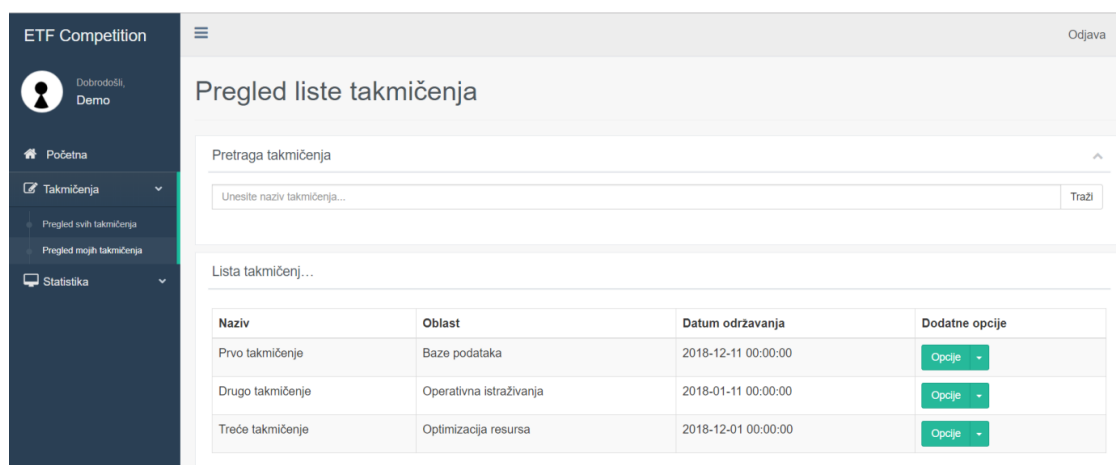 ETF Competition
Odjava
Dobrodošli,
Demo
Pregled liste takmičenja
Početna
Takmičenja
Pregled svih takmičenja
Pregled mojih takmičenja
Statistika
Pretraga takmičenja
Unesite naziv takmičenja...
Traži
Lista takmičenj...
Naziv Oblast Datum održavanja Dodatne opcije
Prvo takmičenje Baze podataka 2018-12-11 00:00:00 Opcije
Drugo takmičenje Operativna istraživanja 2018-01-11 00:00:00 Opcije
Treće takmičenje Optimizacija resursa 2018-12-01 00:00:00 Opcije